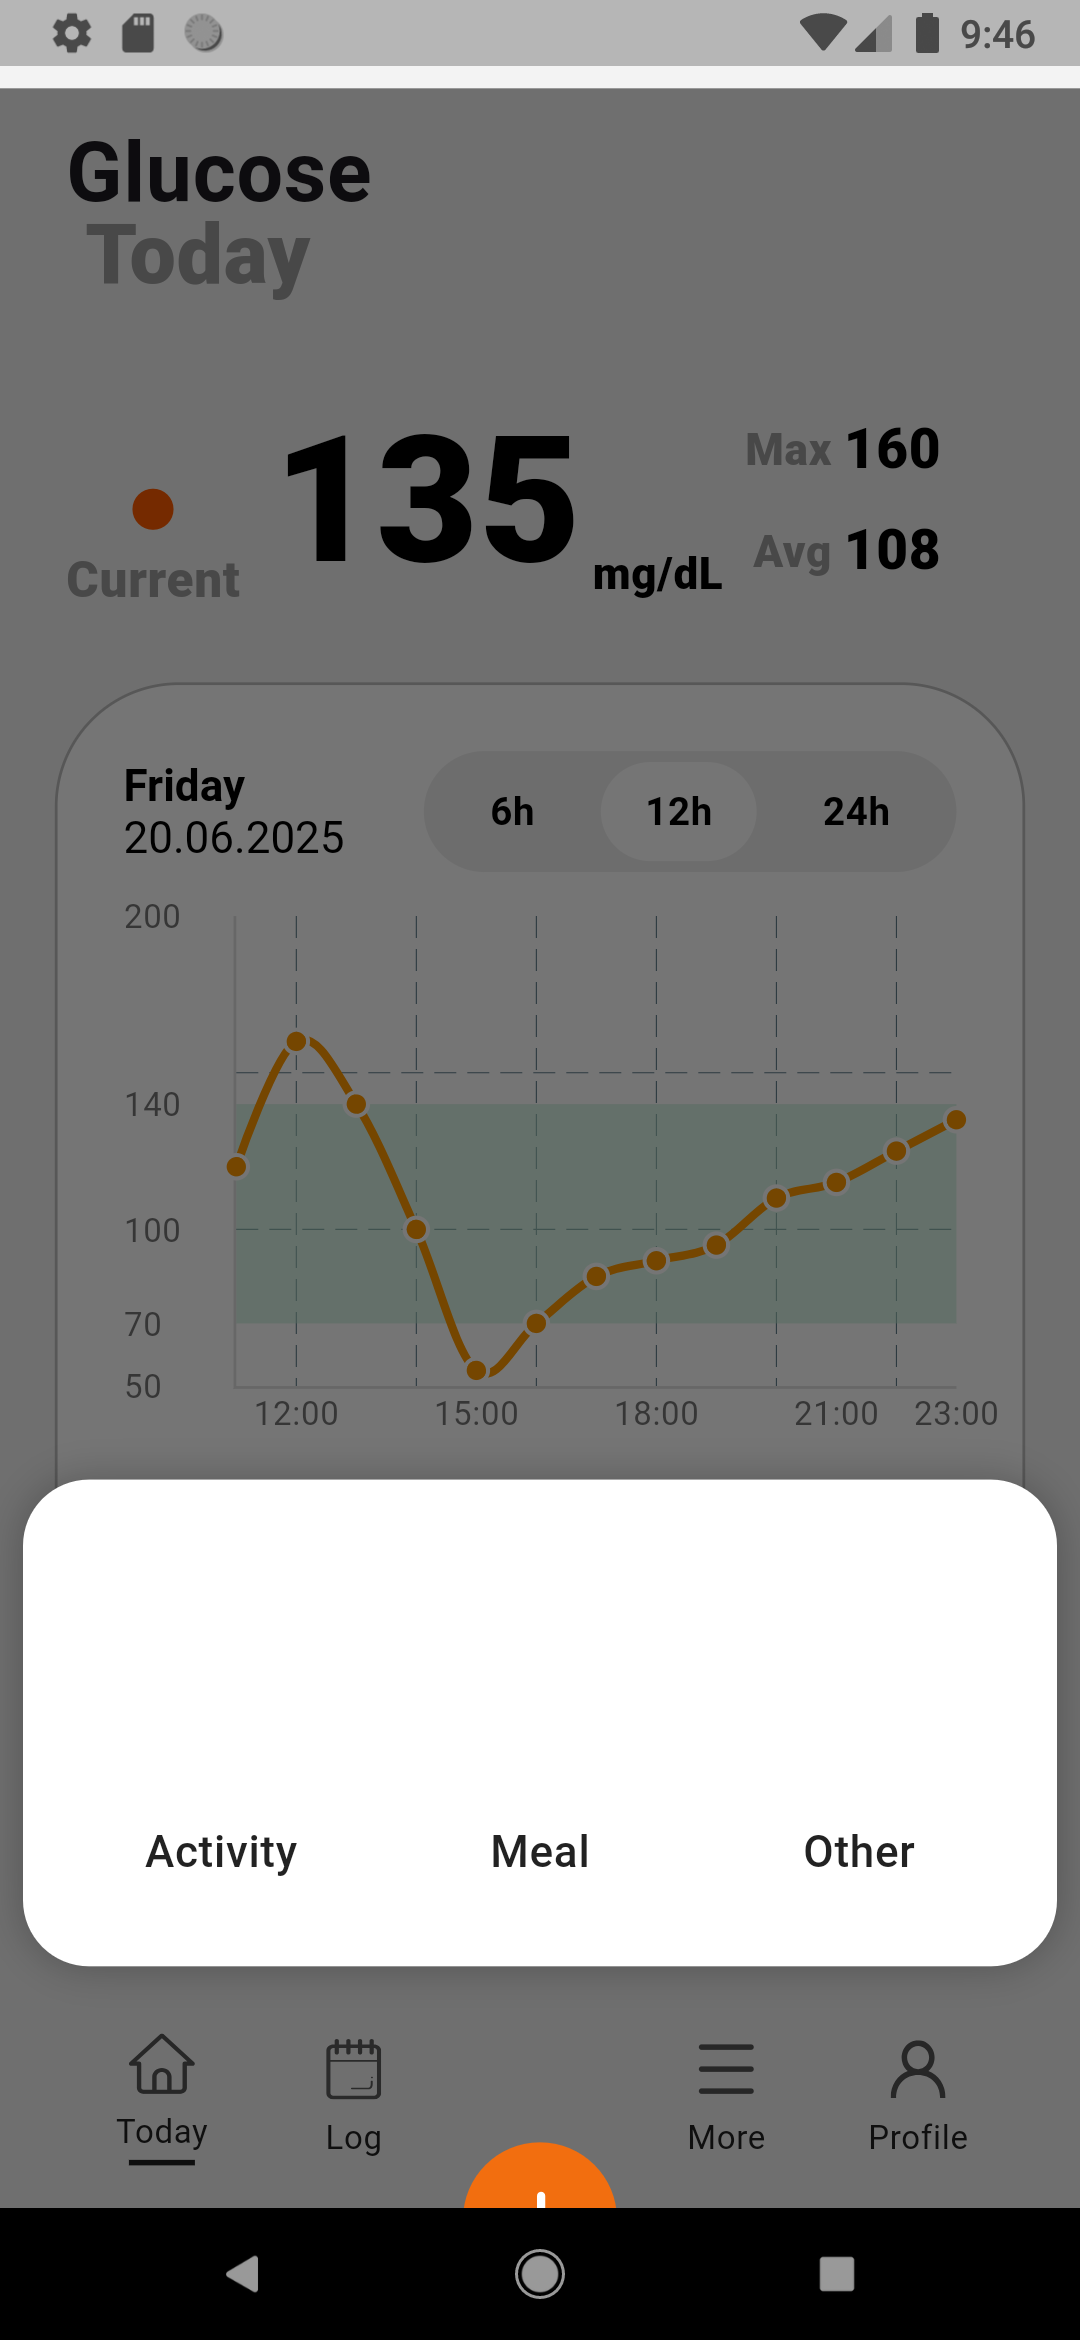 9:46
Glucose
Today
Current
135 mg/dL
Max 160
Avg 108
Friday
20.06.2025
6h 12h 24h
200
140
100
70
50
12:00 15:00 18:00 21:00 23:00
Activity Meal Other
Today Log More Profile